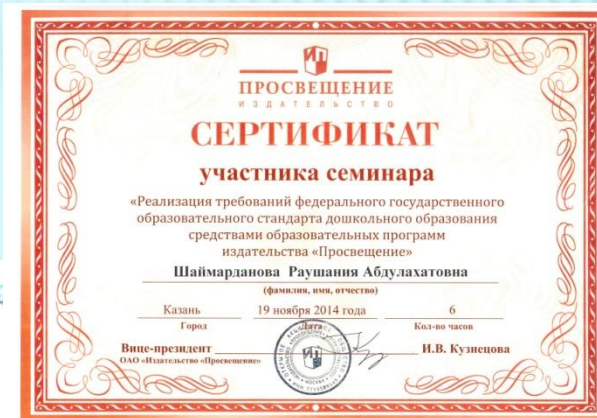 ПРОСВЕЩЕНИЕ
ИЗДАТЕЛЬСТВО
СЕРТИФИКАТ
участника семинара
«Реализация требований федерального государственного
образовательного стандарта дошкольного образования
средствами образовательных программ
издательства «Просвещение»
Шаймарданова Раушания Абдулахатовна
(фамилия, имя, отчество)
Казань 19 ноября 2014 года 6
Город Дата Кол-во часов
Вице-президент И.В. Кузнецова
ОАО «Издательство «Просвещение»